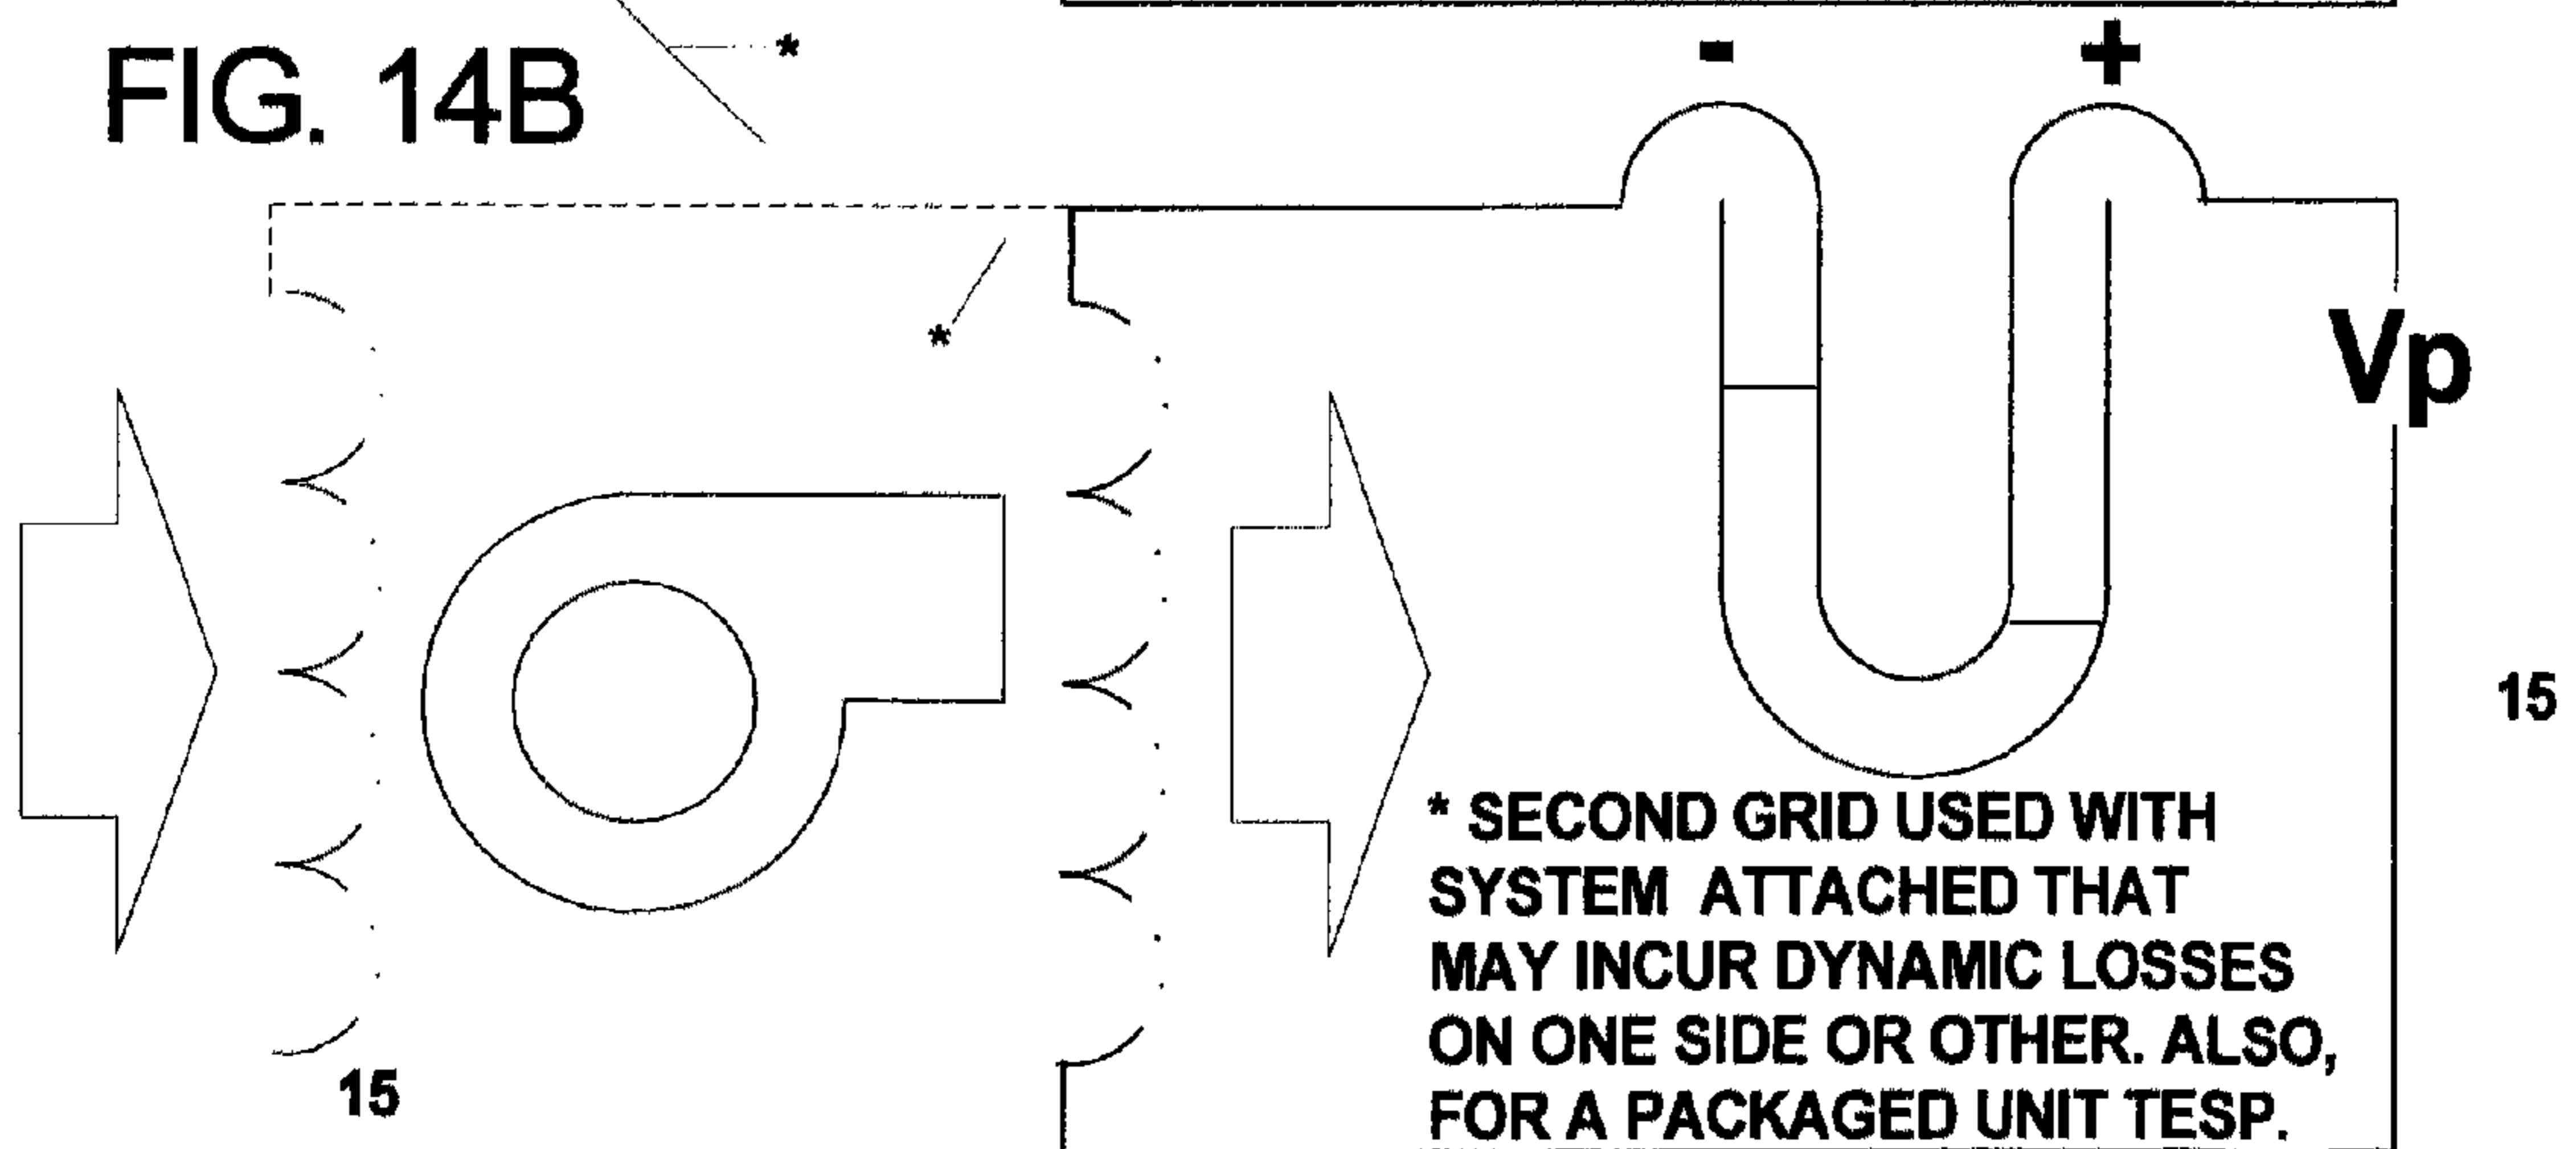 FIG. 14B
*
- +
*
Vp
15
* SECOND GRID USED WITH
SYSTEM ATTACHED THAT
MAY INCUR DYNAMIC LOSSES
ON ONE SIDE OR OTHER. ALSO,
FOR A PACKAGED UNIT TESP.
15